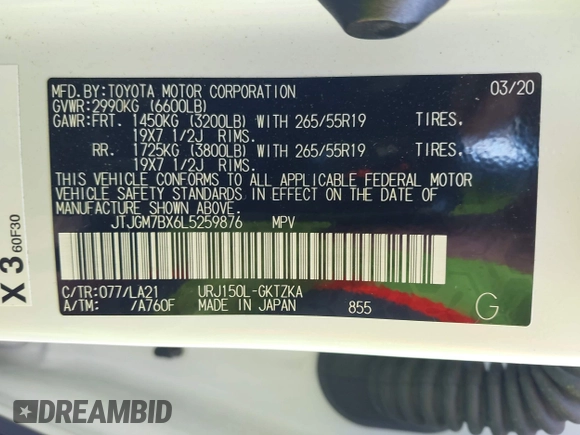 MFD.BY:TOYOTA MOTOR CORPORATION 03/20
GVWR:2990KG (6600LB)
GAWR:FRT. 1450KG (3200LB) WITH 265/55R19 TIRES.
19X7 1/2J RIMS.
RR. 1725KG (3800LB) WITH 265/55R19 TIRES.
19X7 1/2J RIMS.
THIS VEHICLE CONFORMS TO ALL APPLICABLE FEDERAL MOTOR
VEHICLE SAFETY STANDARDS IN EFFECT ON THE DATE OF
MANUFACTURE SHOWN ABOVE.
JTJGM7BX6L5259876 MPV
C/TR:077/LA21 URJ150L-GKTZKA
A/TM: /A760F MADE IN JAPAN 855 G
X 3 60F30
DREAMBID